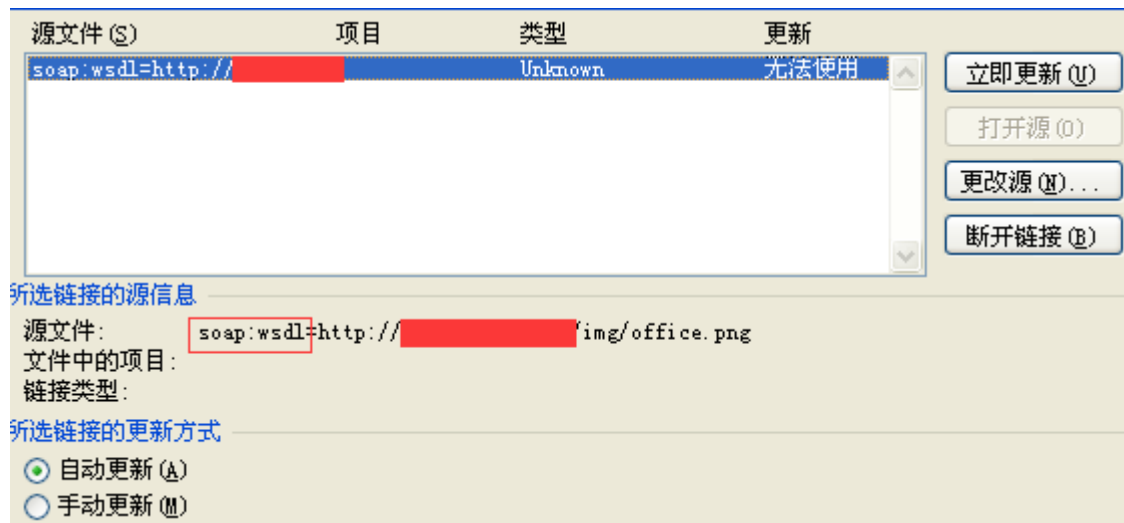 源文件(S) 项目 类型 更新
soap:wsdl=http:// Unknown 无法使用
立即更新(U)
打开源(O)
更改源(N)...
断开链接(B)
所选链接的源信息
源文件: soap:wsdl=http:// /img/office.png
文件中的项目:
链接类型:
所选链接的更新方式
自动更新(A)
手动更新(M)